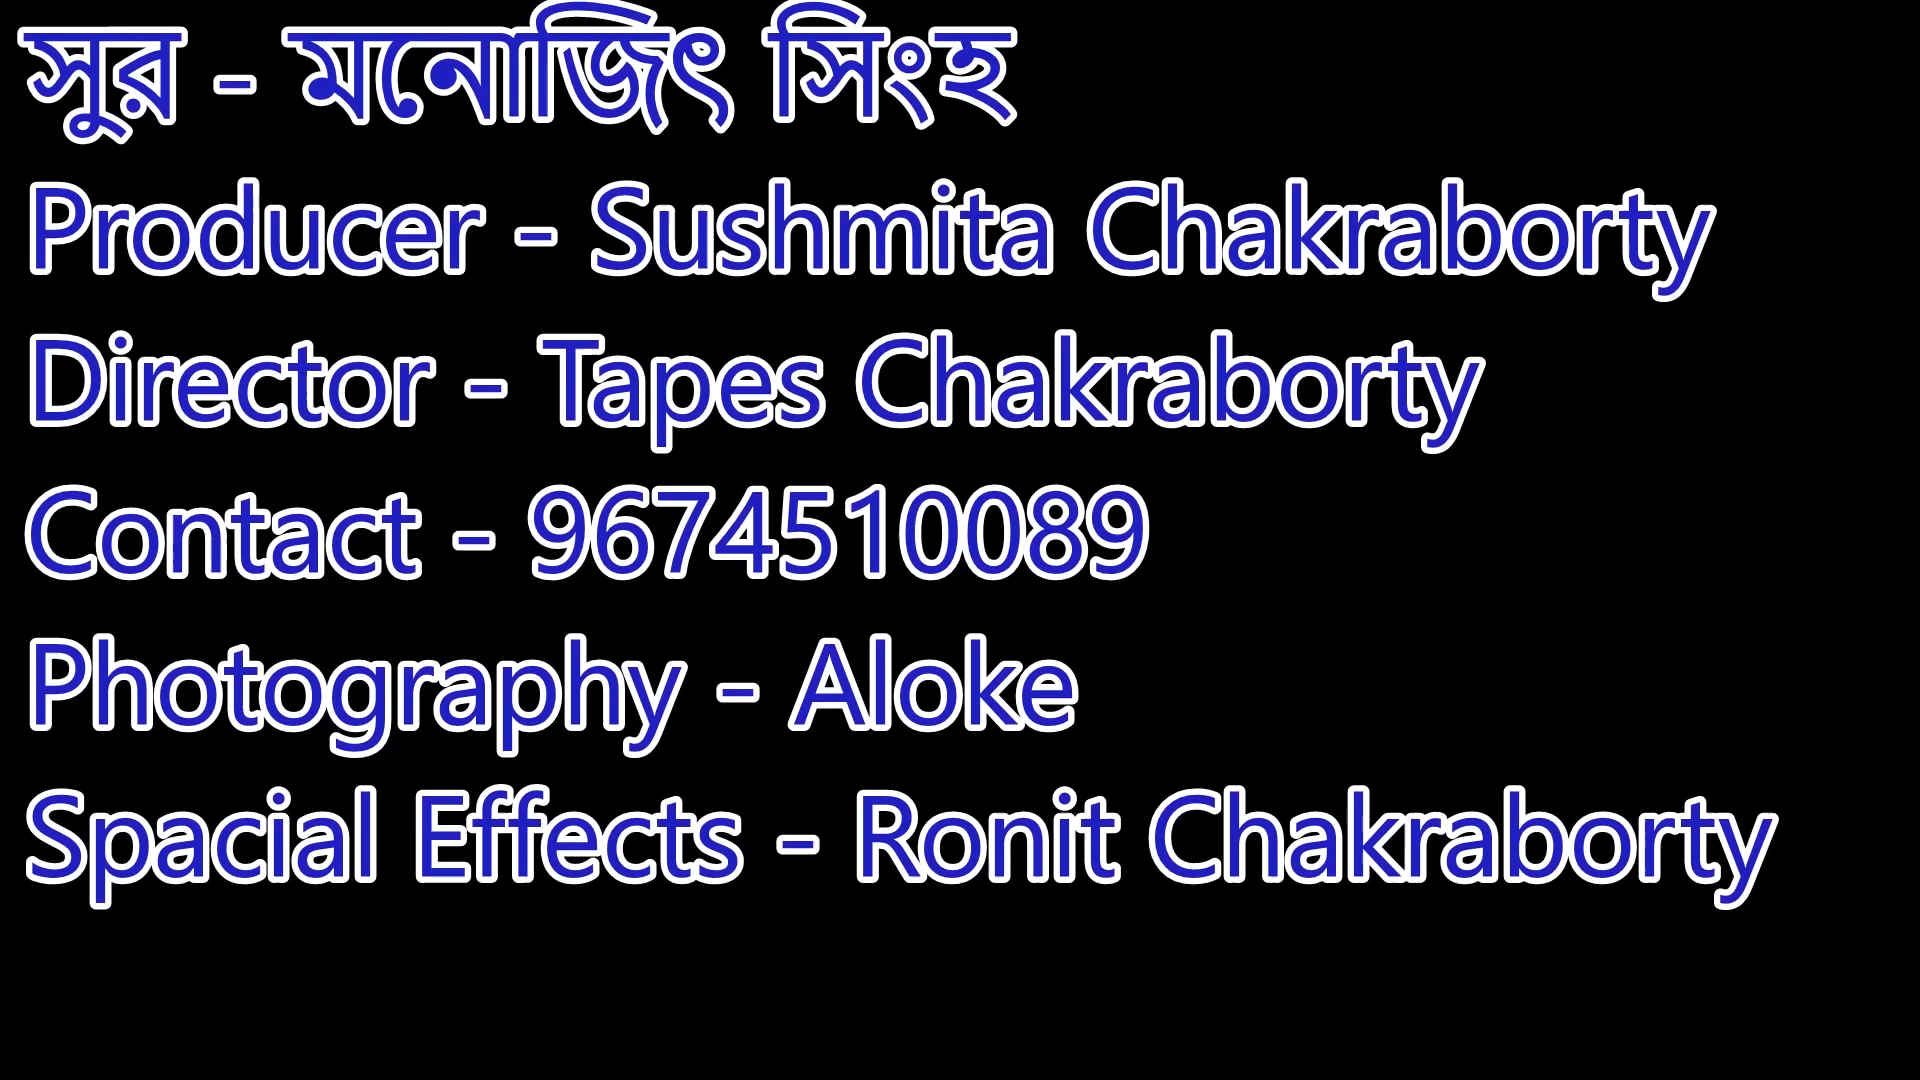 সুর - মনোজিৎ সিংহ
Producer - Sushmita Chakraborty
Director - Tapes Chakraborty
Contact - 9674510089
Photography - Aloke
Spacial Effects - Ronit Chakraborty